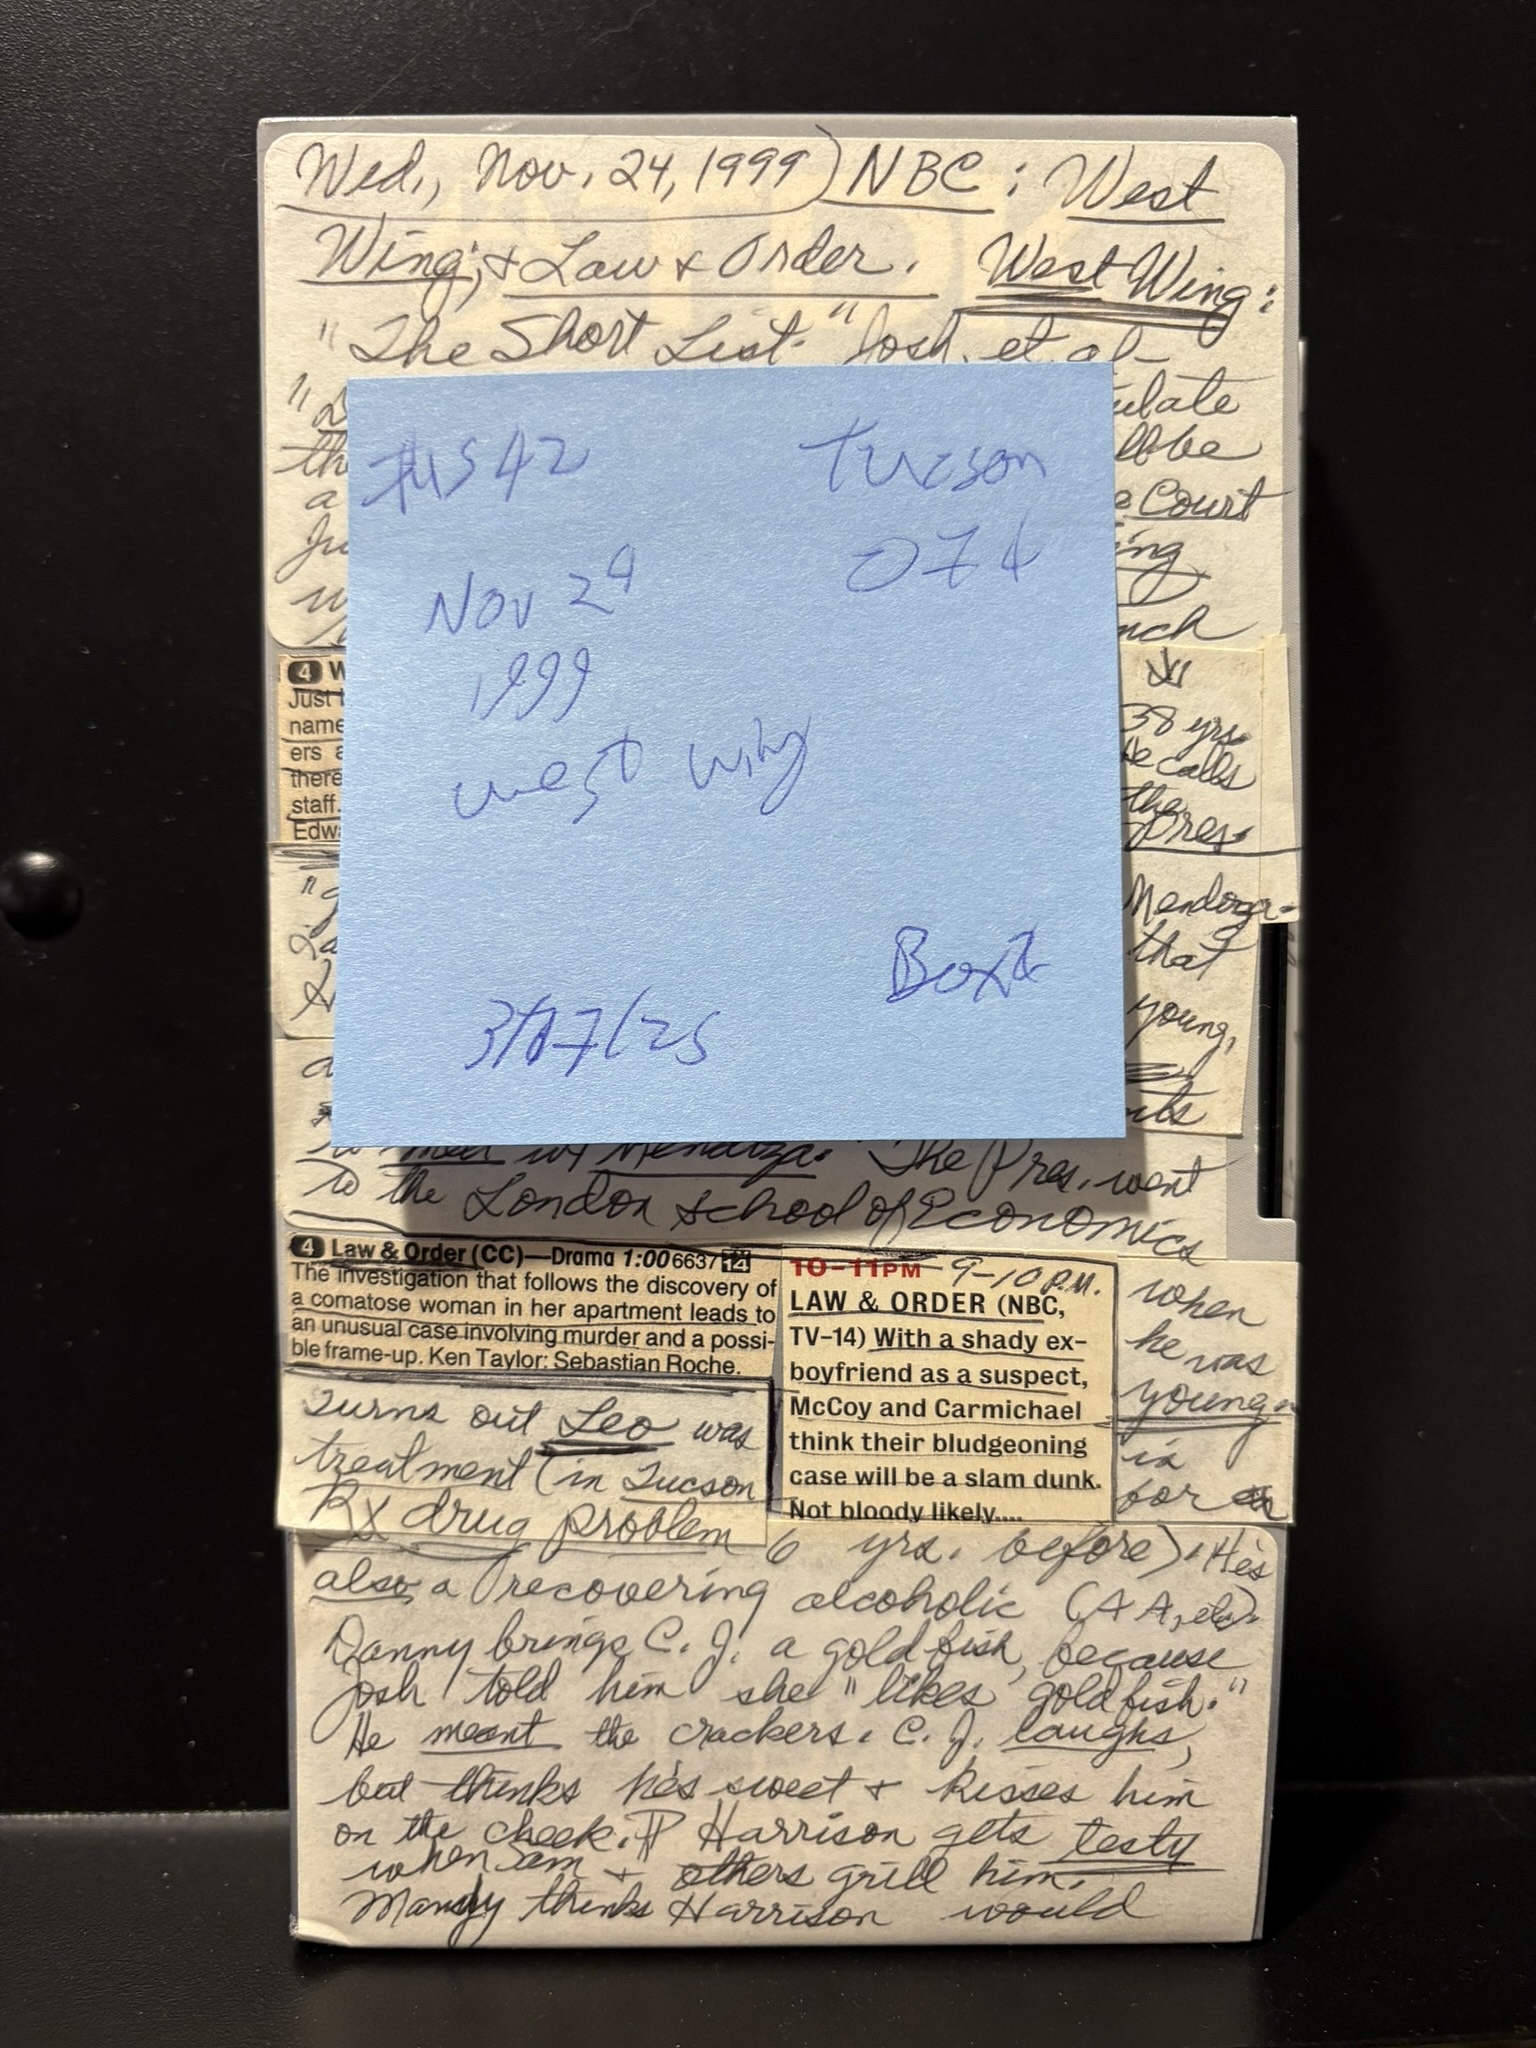 Wed., Nov. 24, 1999) NBC: West
Wing; & Law & Order. West Wing:
"The Short List." Josh, et al
#1542 Tucson
074
Nov 24
1999
west wing
Box 2
3/17/25
Court
38 yrs.
He calls
the
Pres.
4 W
Just
name
ers
there
staff.
Edwa
Mendoza
that
young,
to meet w/ Mendoza. The Pres. went
to the London School of Economics
when
he was
young.
4 Law & Order (CC)—Drama 1:00 6637 14
The investigation that follows the discovery of
a comatose woman in her apartment leads to
an unusual case involving murder and a possi-
ble frame-up. Ken Taylor: Sebastian Roche.
10–11PM 9–10 P.M.
LAW & ORDER (NBC,
TV–14) With a shady ex-
boyfriend as a suspect,
McCoy and Carmichael
think their bludgeoning
case will be a slam dunk.
Not bloody likely....
Turns out Leo was in
treatment (in Tucson for
Rx drug problem 6 yrs. before). He's
also a recovering alcoholic (AA, etc).
Danny brings C.J. a goldfish, because
Josh told him she "likes goldfish."
He meant the crackers. C.J. laughs,
but thinks he's sweet & kisses him
on the cheek. ¶ Harrison gets testy
when Sam & others grill him.
Mandy thinks Harrison would